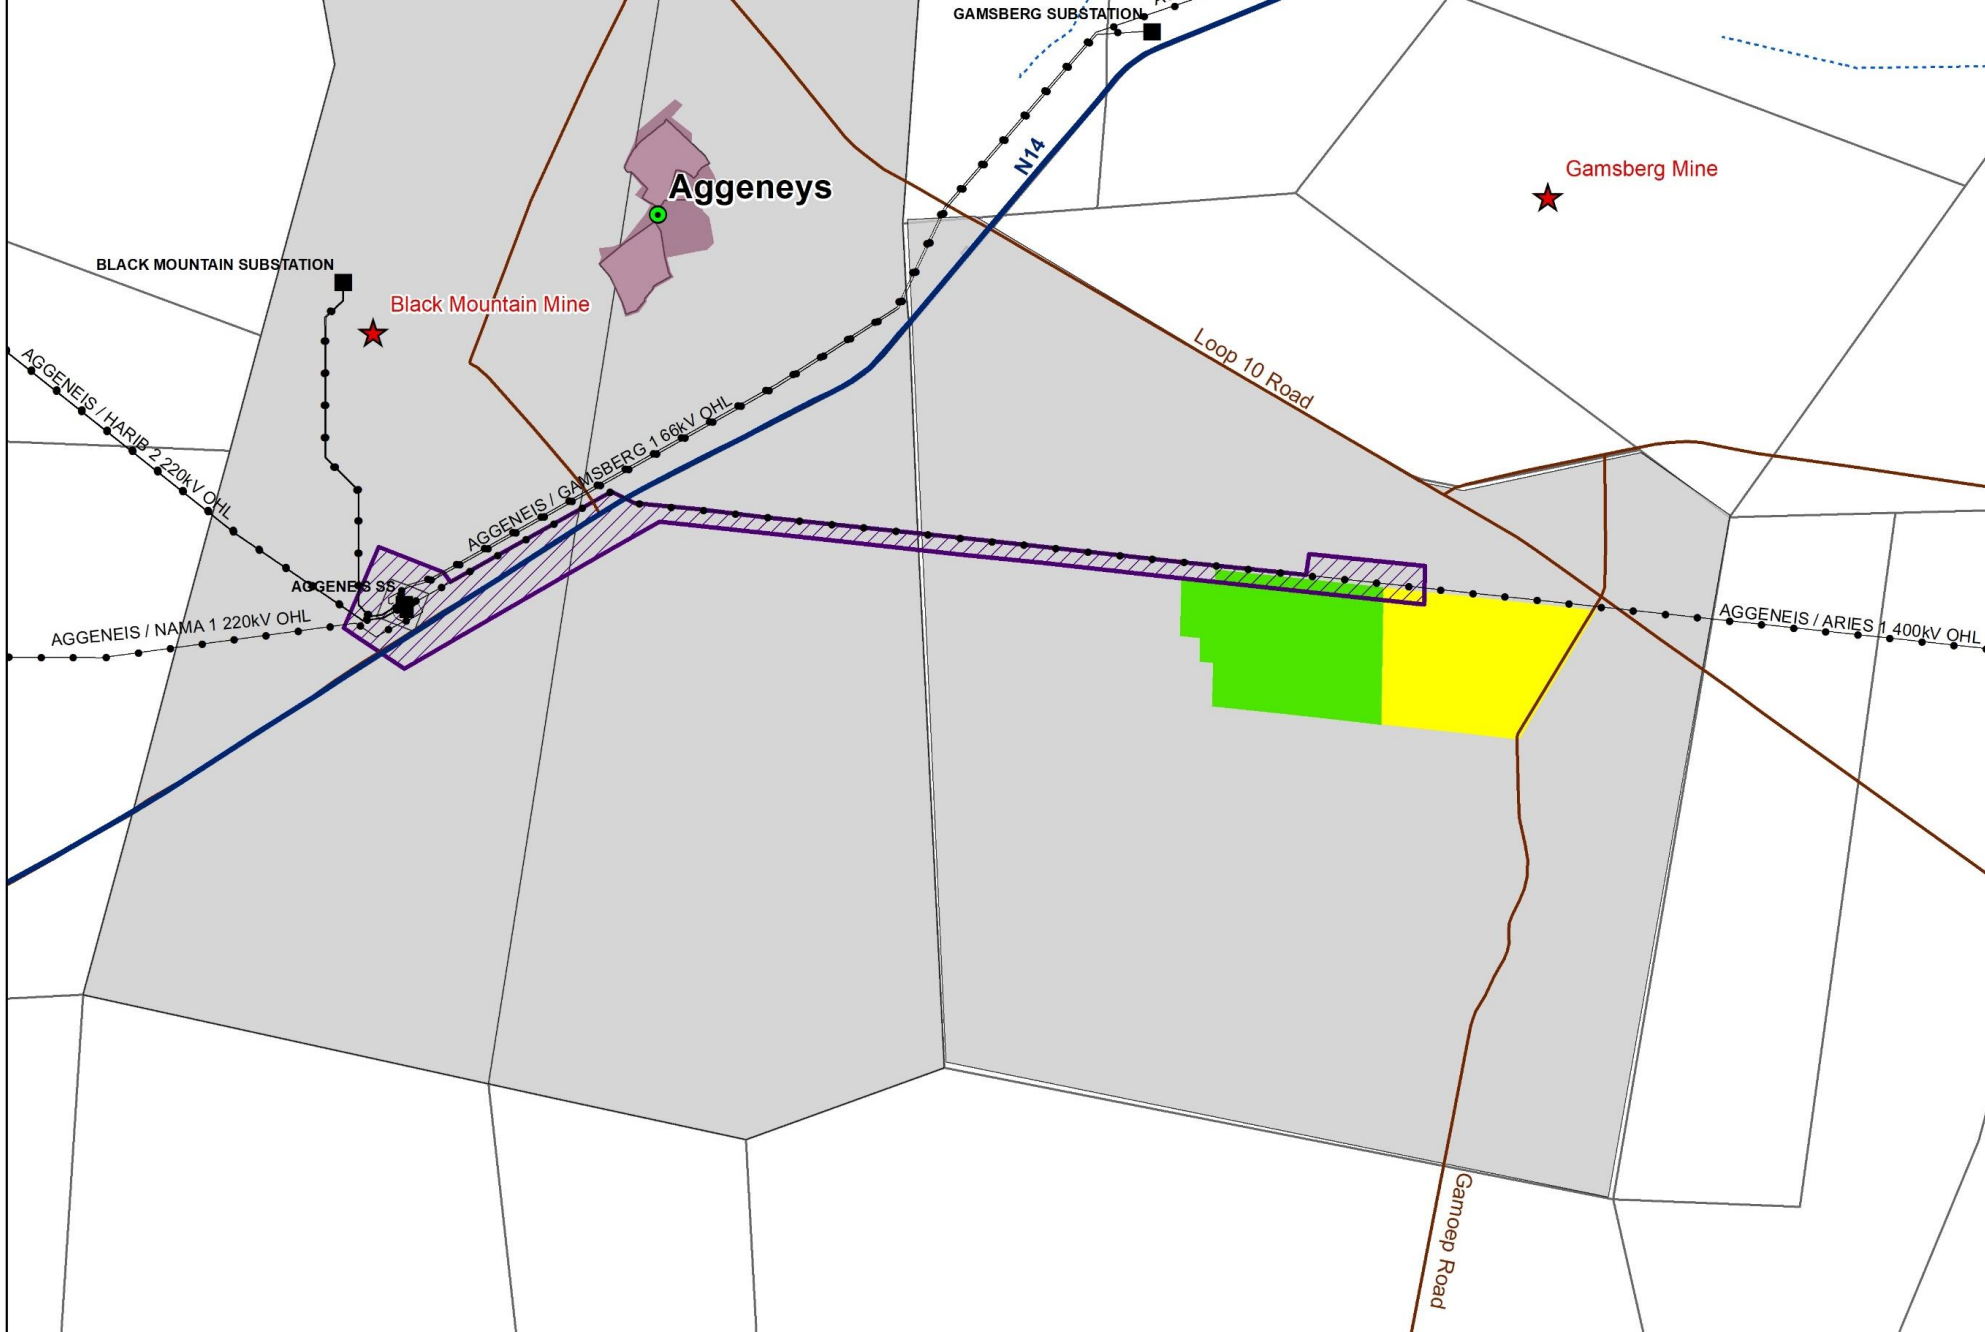 GAMSBERG SUBSTATION
N14
Gamsberg Mine
Aggeneys
BLACK MOUNTAIN SUBSTATION
Black Mountain Mine
AGGENEIS / HARIB 2 220kV OHL
Loop 10 Road
AGGENEIS / GAMSBERG 1 66kV OHL
AGGENEIS SS
AGGENEIS / NAMA 1 220kV OHL
AGGENEIS / ARIES 1 400kV OHL
Gamoep Road